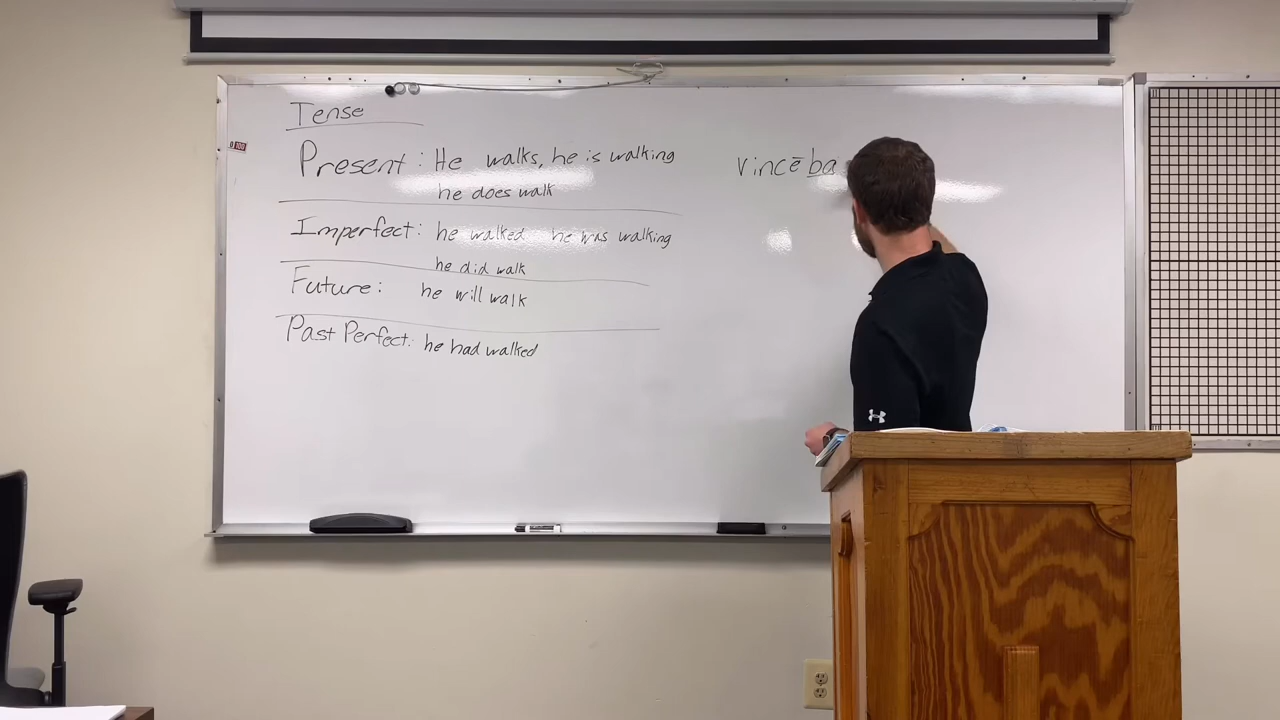 Tense
Present: He walks, he is walking
he does walk
Imperfect: he walked he was walking
he did walk
Future: he will walk
Past Perfect: he had walked
vincēba